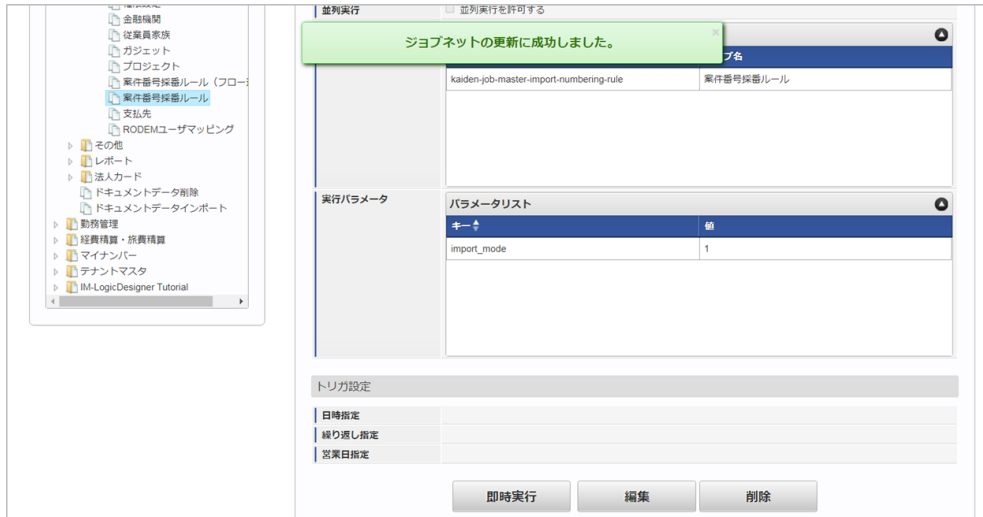 金融機関
従業員家族
ガジェット
プロジェクト
案件番号採番ルール（フロー
案件番号採番ルール
支払先
RODEMユーザマッピング
その他
レポート
法人カード
ドキュメントデータ削除
ドキュメントデータインポート
勤務管理
経費精算・旅費精算
マイナンバー
テナントマスタ
IM-LogicDesigner Tutorial
並列実行
並列実行を許可する
ジョブネットの更新に成功しました。
×
ブ名
kaiden-job-master-import-numbering-rule
案件番号採番ルール
実行パラメータ
パラメータリスト
キー
値
import_mode
1
トリガ設定
日時指定
繰り返し指定
営業日指定
即時実行
編集
削除